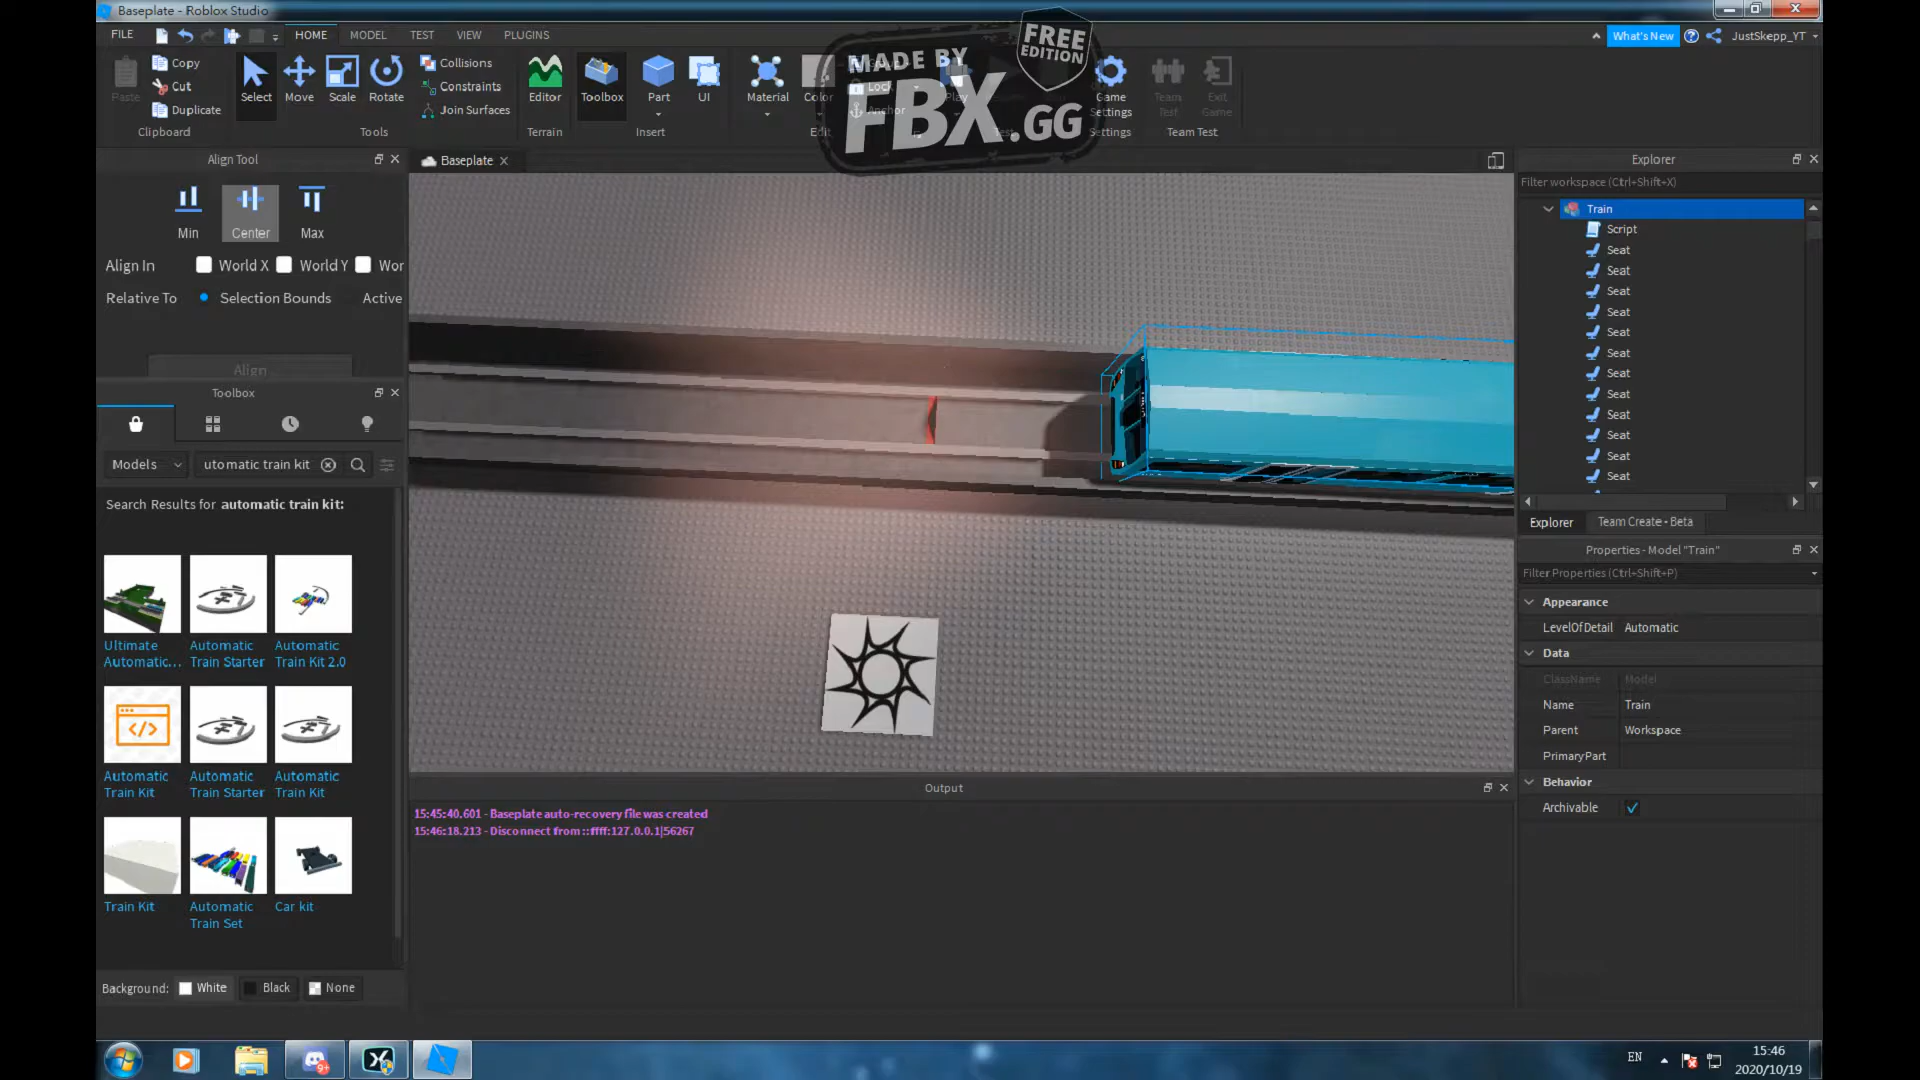 Baseplate - Roblox Studio
FILE
HOME
MODEL
TEST
VIEW
PLUGINS
What's New
JustSkepp_YT
Paste
Copy
Cut
Duplicate
Clipboard
Select
Move
Scale
Rotate
Collisions
Constraints
Join Surfaces
Tools
Editor
Terrain
Toolbox
Part
UI
Insert
Material
Color
Lock
Anchor
Edit
Play
Game
Settings
Settings
Team
Test
Exit
Game
Team Test
MADE BY
FBX.GG
FREE
EDITION
Align Tool
Min
Center
Max
Align In
World X
World Y
Wor
Relative To
Selection Bounds
Active
Align
Toolbox
Models
utomatic train kit
Search Results for automatic train kit:
Ultimate
Automatic...
Automatic
Train Starter
Automatic
Train Kit 2.0
Automatic
Train Kit
Automatic
Train Starter
Automatic
Train Kit
Train Kit
Automatic
Train Set
Car kit
Background:
White
Black
None
Baseplate
Output
15:45:40.601 - Baseplate auto-recovery file was created
15:46:18.213 - Disconnect from ::ffff:127.0.0.1|56267
Explorer
Filter workspace (Ctrl+Shift+X)
Train
Script
Seat
Seat
Seat
Seat
Seat
Seat
Seat
Seat
Seat
Seat
Seat
Seat
Explorer
Team Create - Beta
Properties - Model "Train"
Filter Properties (Ctrl+Shift+P)
Appearance
LevelOfDetail
Automatic
Data
ClassName
Model
Name
Train
Parent
Workspace
PrimaryPart
Behavior
Archivable
9+
EN
15:46
2020/10/19